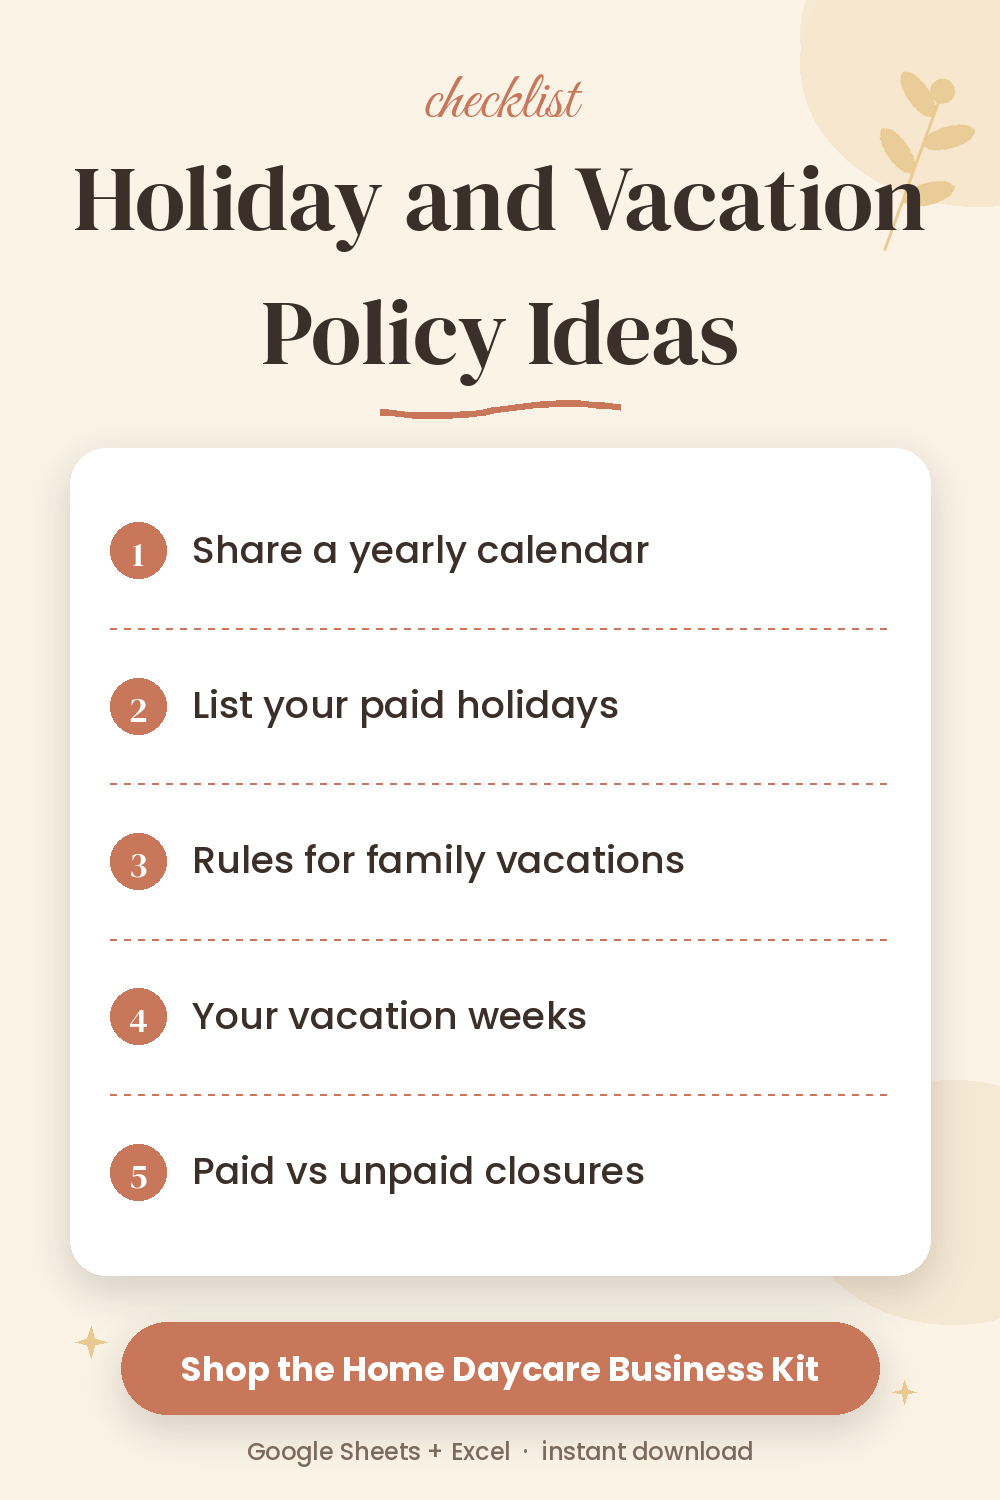 checklist
Holiday and Vacation
Policy Ideas
1 Share a yearly calendar
2 List your paid holidays
3 Rules for family vacations
4 Your vacation weeks
5 Paid vs unpaid closures
Shop the Home Daycare Business Kit
Google Sheets + Excel · instant download